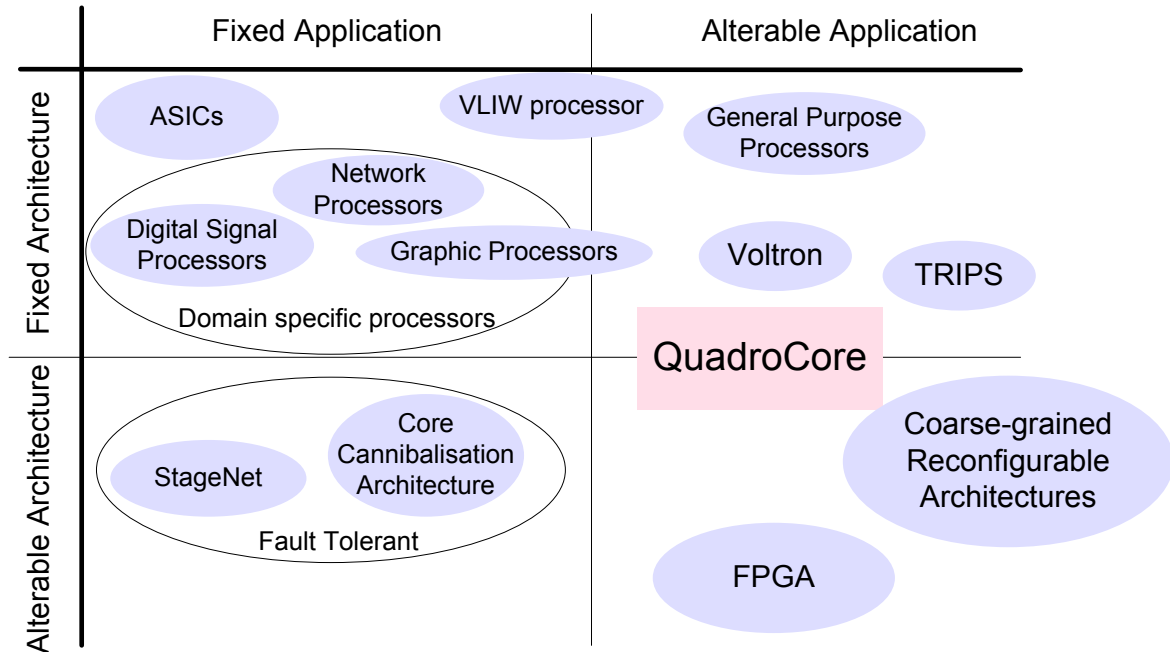 Fixed Application
Alterable Application
Fixed Architecture
ASICs
VLIW processor
General Purpose
Processors
Network
Processors
Digital Signal
Processors
Graphic Processors
Voltron
TRIPS
Domain specific processors
QuadroCore
Alterable Architecture
Core
Cannibalisation
Architecture
StageNet
Fault Tolerant
Coarse-grained
Reconfigurable
Architectures
FPGA